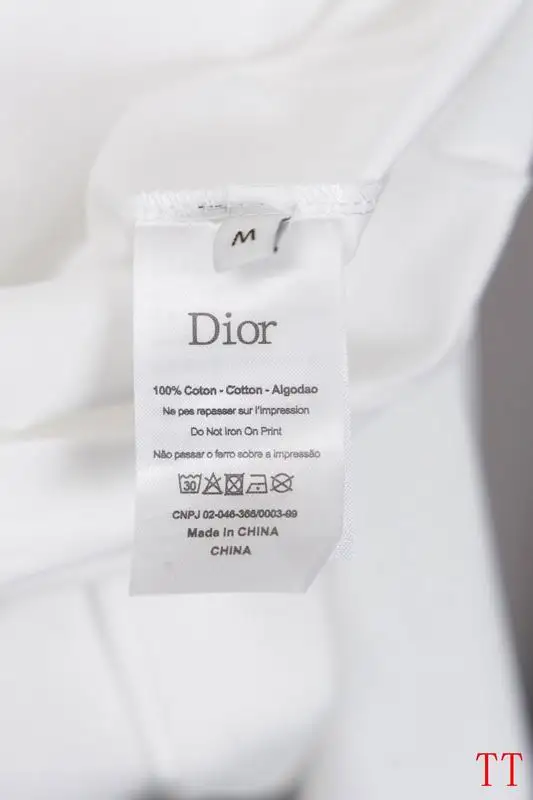 M
Dior
100% Coton - Cotton - Algodao
Ne pes repasser sur l'impression
Do Not Iron On Print
Não passar o ferro sobre a impressão
30
CNPJ 02-046-366/0003-99
Made In CHINA
CHINA
TT